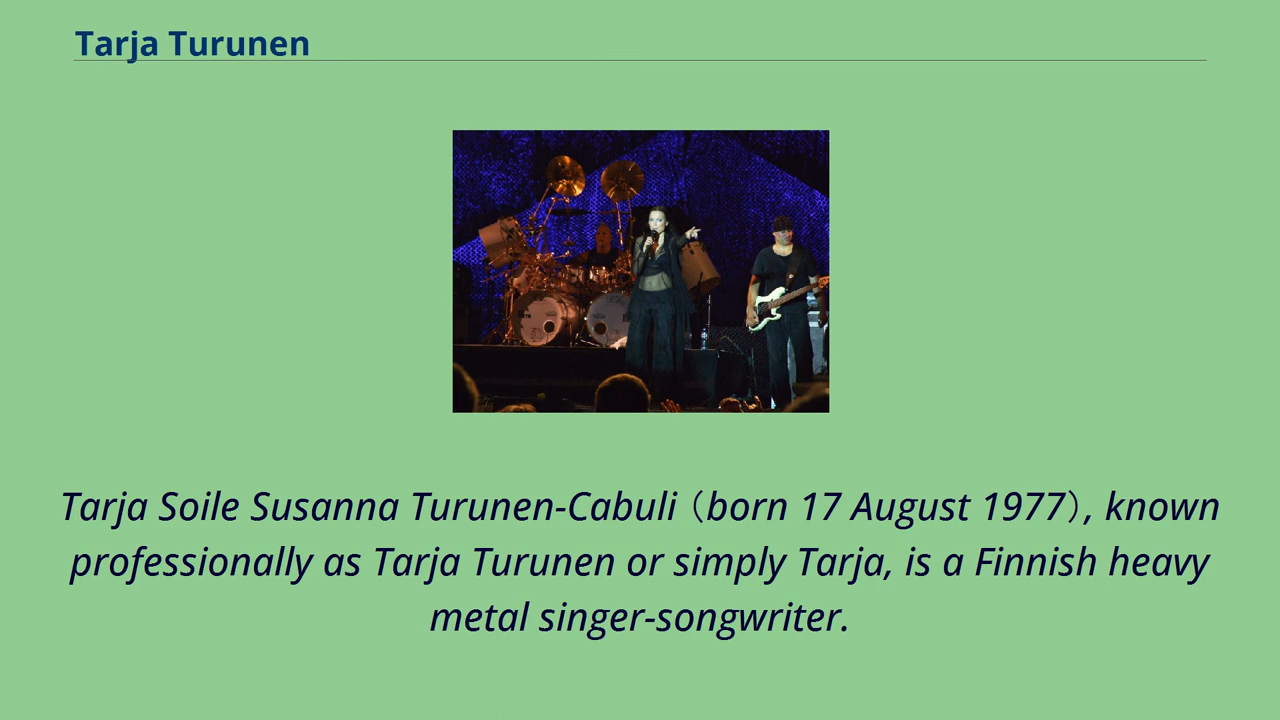 Tarja Turunen
Tarja Soile Susanna Turunen-Cabuli（born 17 August 1977）, known
professionally as Tarja Turunen or simply Tarja, is a Finnish heavy
metal singer-songwriter.